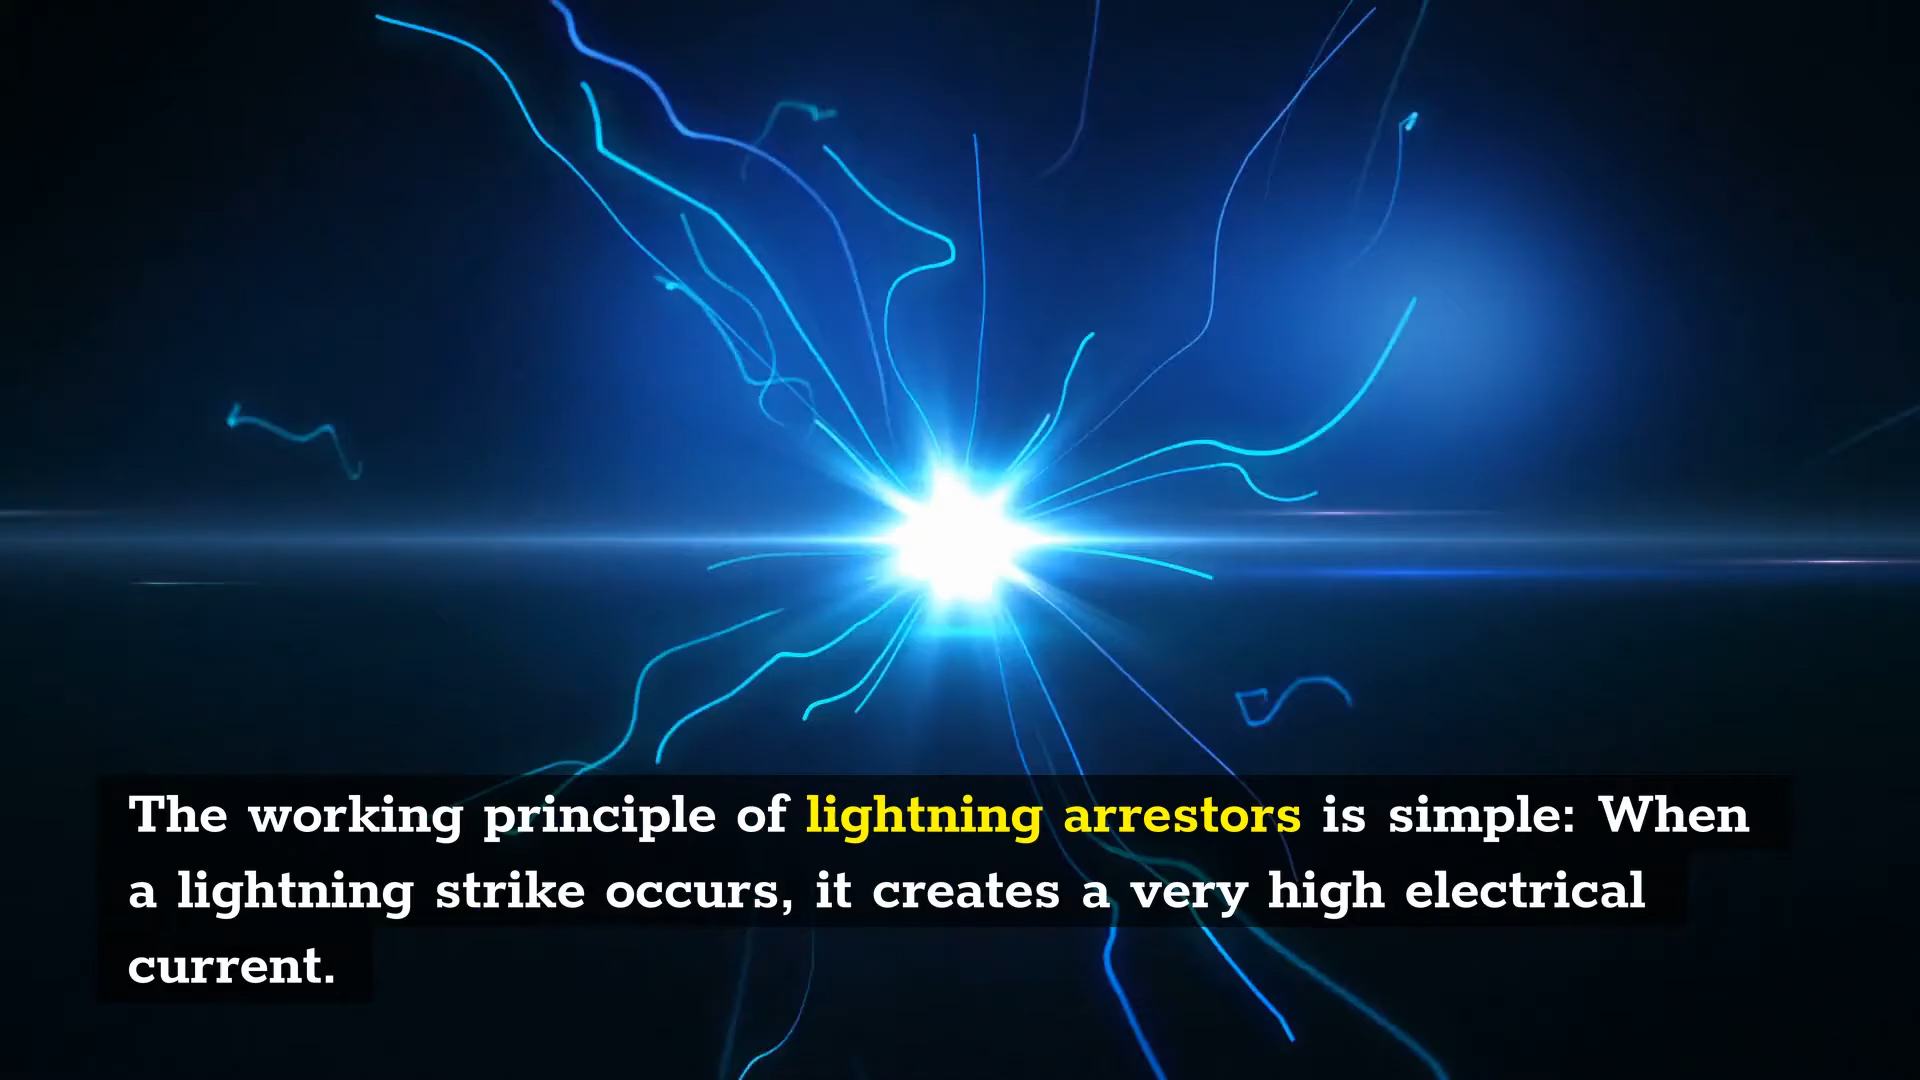 The working principle of lightning arrestors is simple: When
a lightning strike occurs, it creates a very high electrical
current.